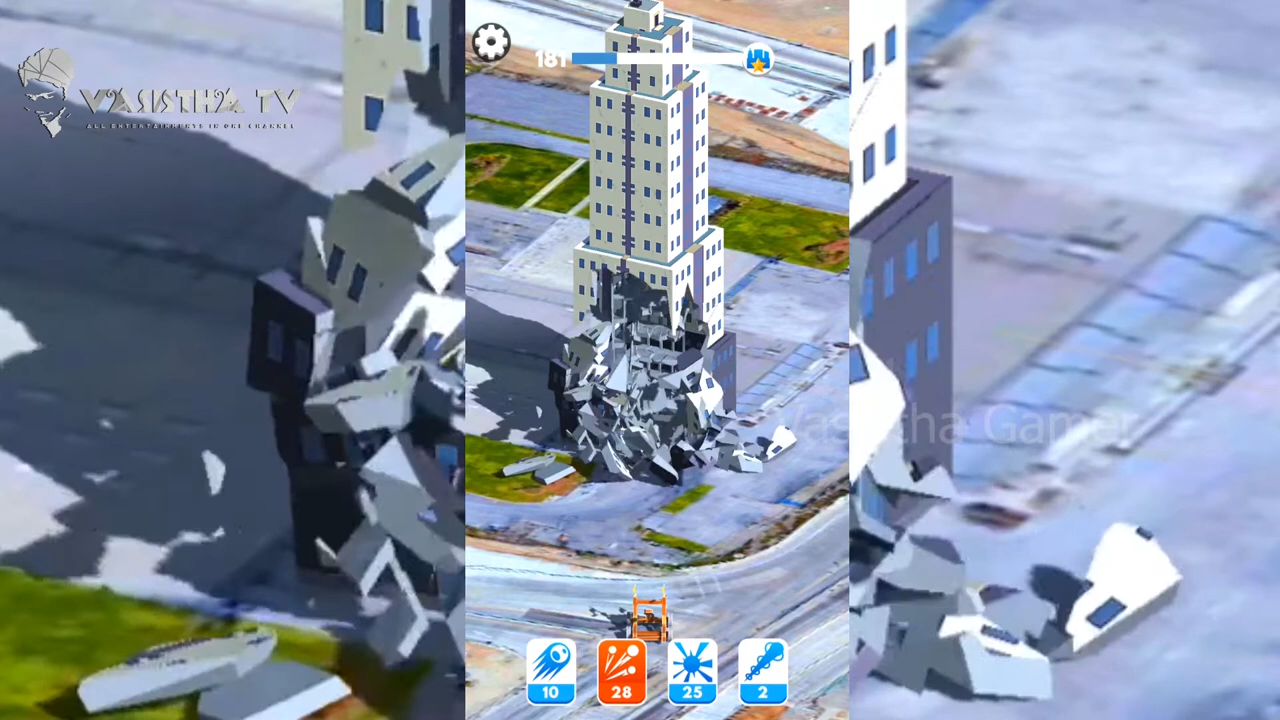 VASISTHA TV
ALL ENTERTAINMENTS IN ONE CHANNEL
181
Vasistha Gamer
10
28
25
2